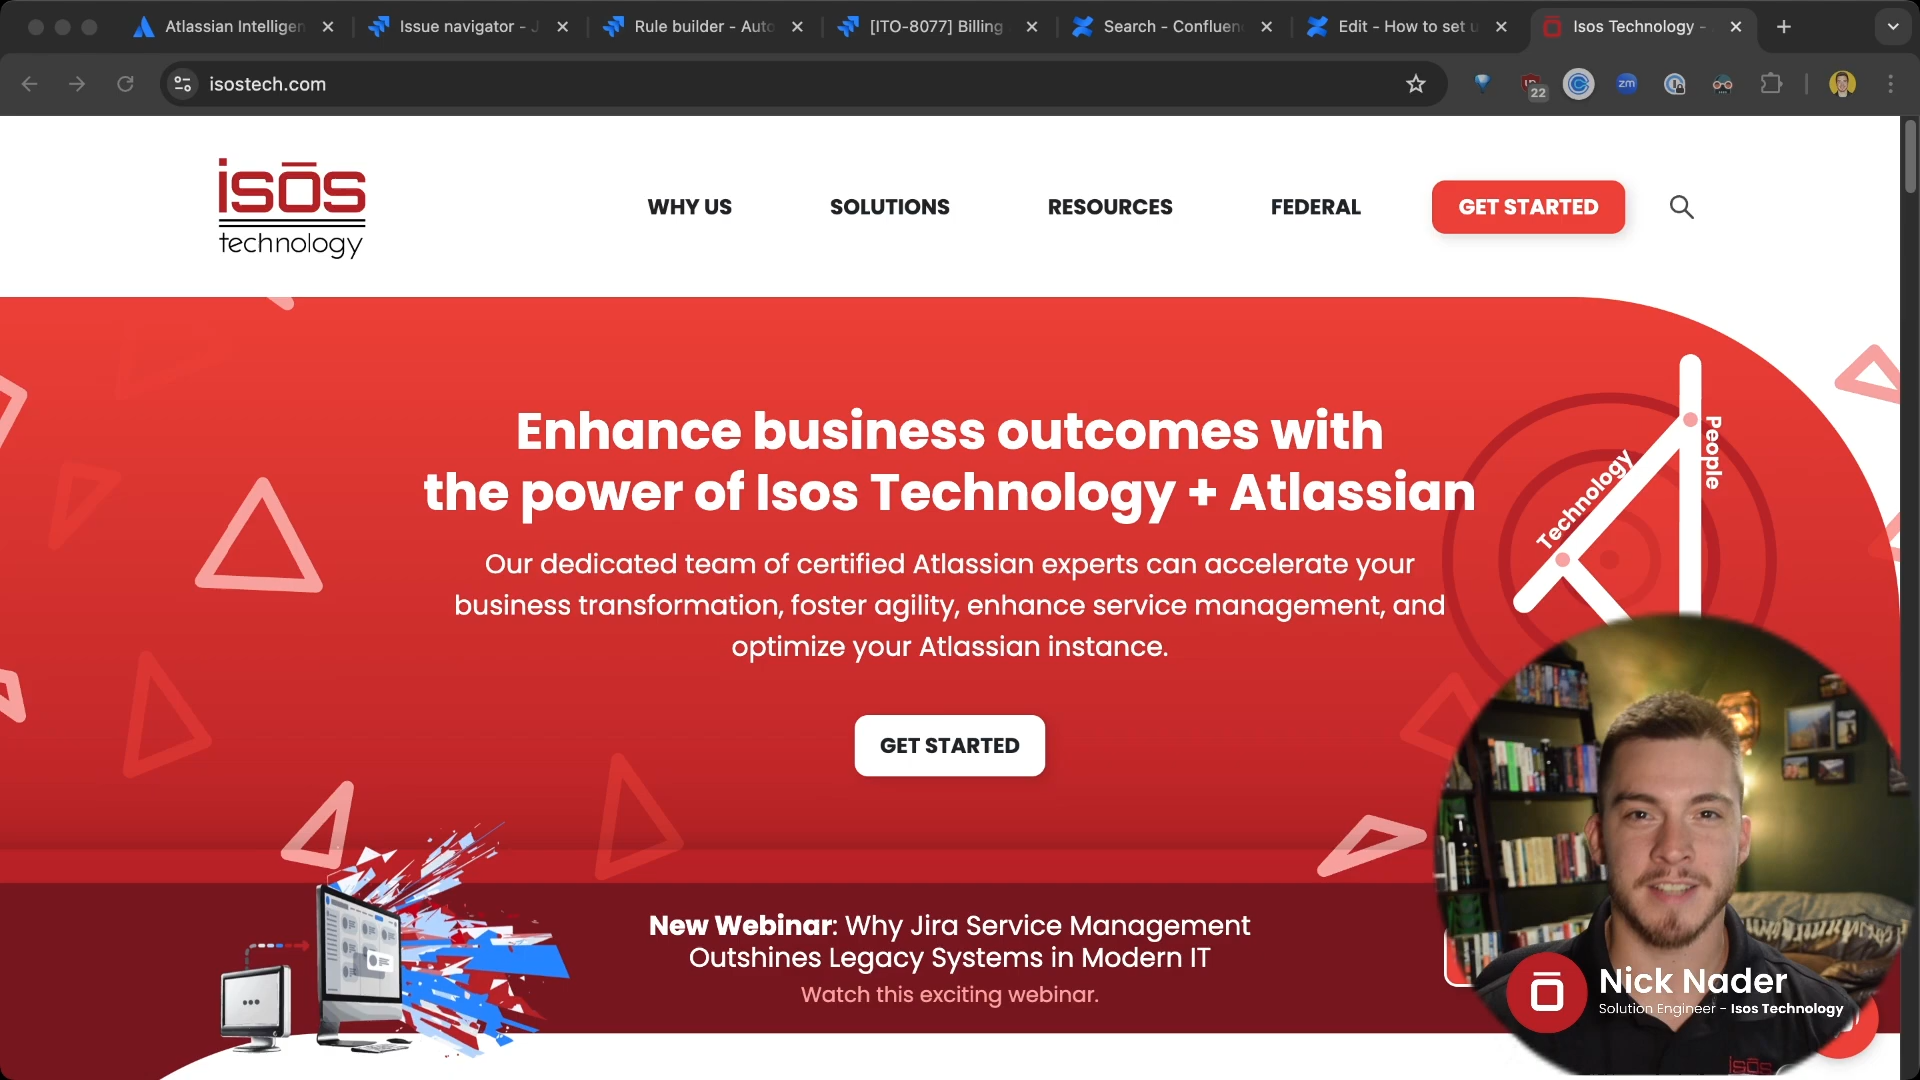 Atlassian Intelligen
Issue navigator - J
Rule builder - Auto
[ITO-8077] Billing
Search - Confluen
Edit - How to set u
Isos Technology -
isostech.com
22
zm
isōs
technology
WHY US
SOLUTIONS
RESOURCES
FEDERAL
GET STARTED
Enhance business outcomes with
the power of Isos Technology + Atlassian
Our dedicated team of certified Atlassian experts can accelerate your
business transformation, foster agility, enhance service management, and
optimize your Atlassian instance.
GET STARTED
People
Technology
New Webinar: Why Jira Service Management
Outshines Legacy Systems in Modern IT
Watch this exciting webinar.
Nick Nader
Solution Engineer - Isos Technology
isōs